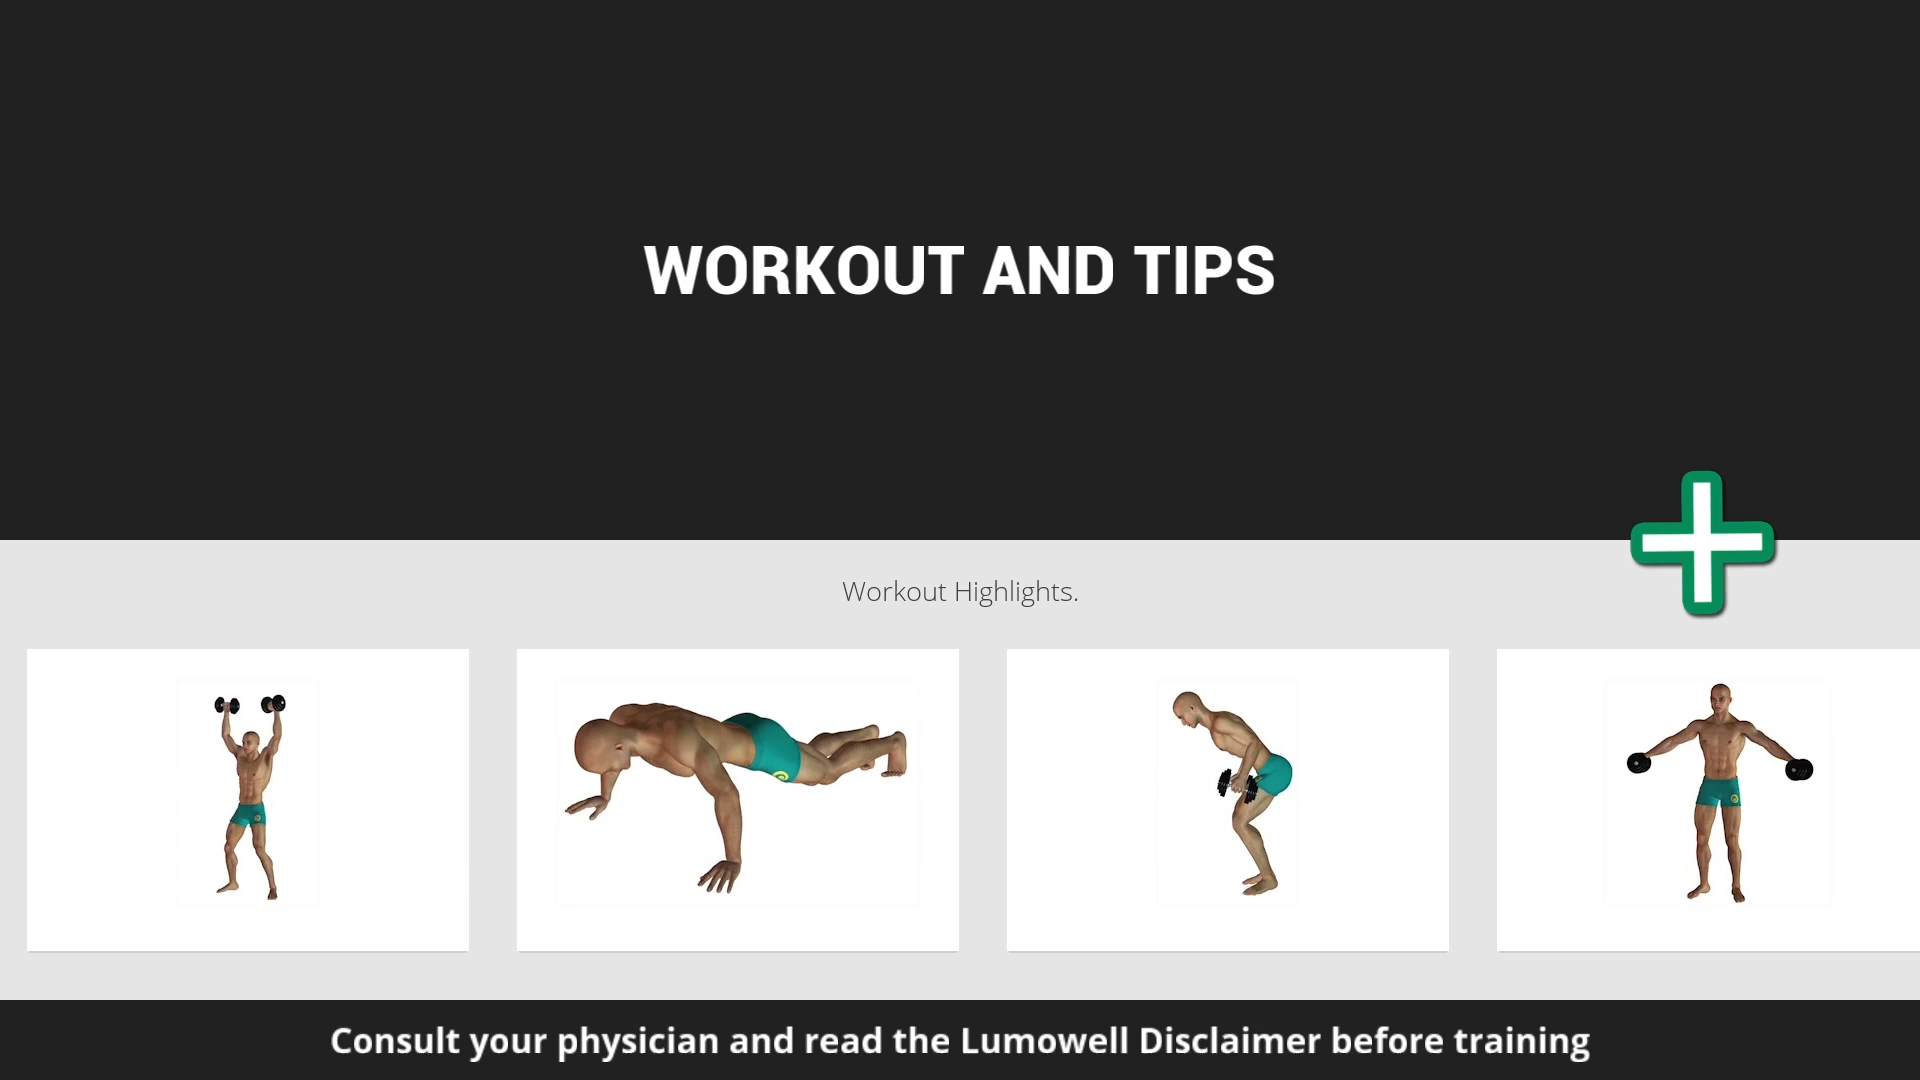 WORKOUT AND TIPS
Workout Highlights.
Consult your physician and read the Lumowell Disclaimer before training